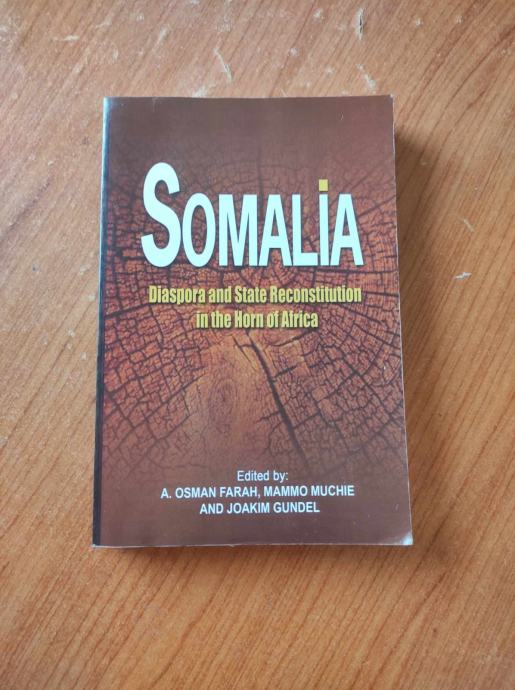 SOMALiA
Diaspora and State Reconstitution
in the Horn of Africa
Edited by:
A. OSMAN FARAH, MAMMO MUCHIE
AND JOAKIM GUNDEL